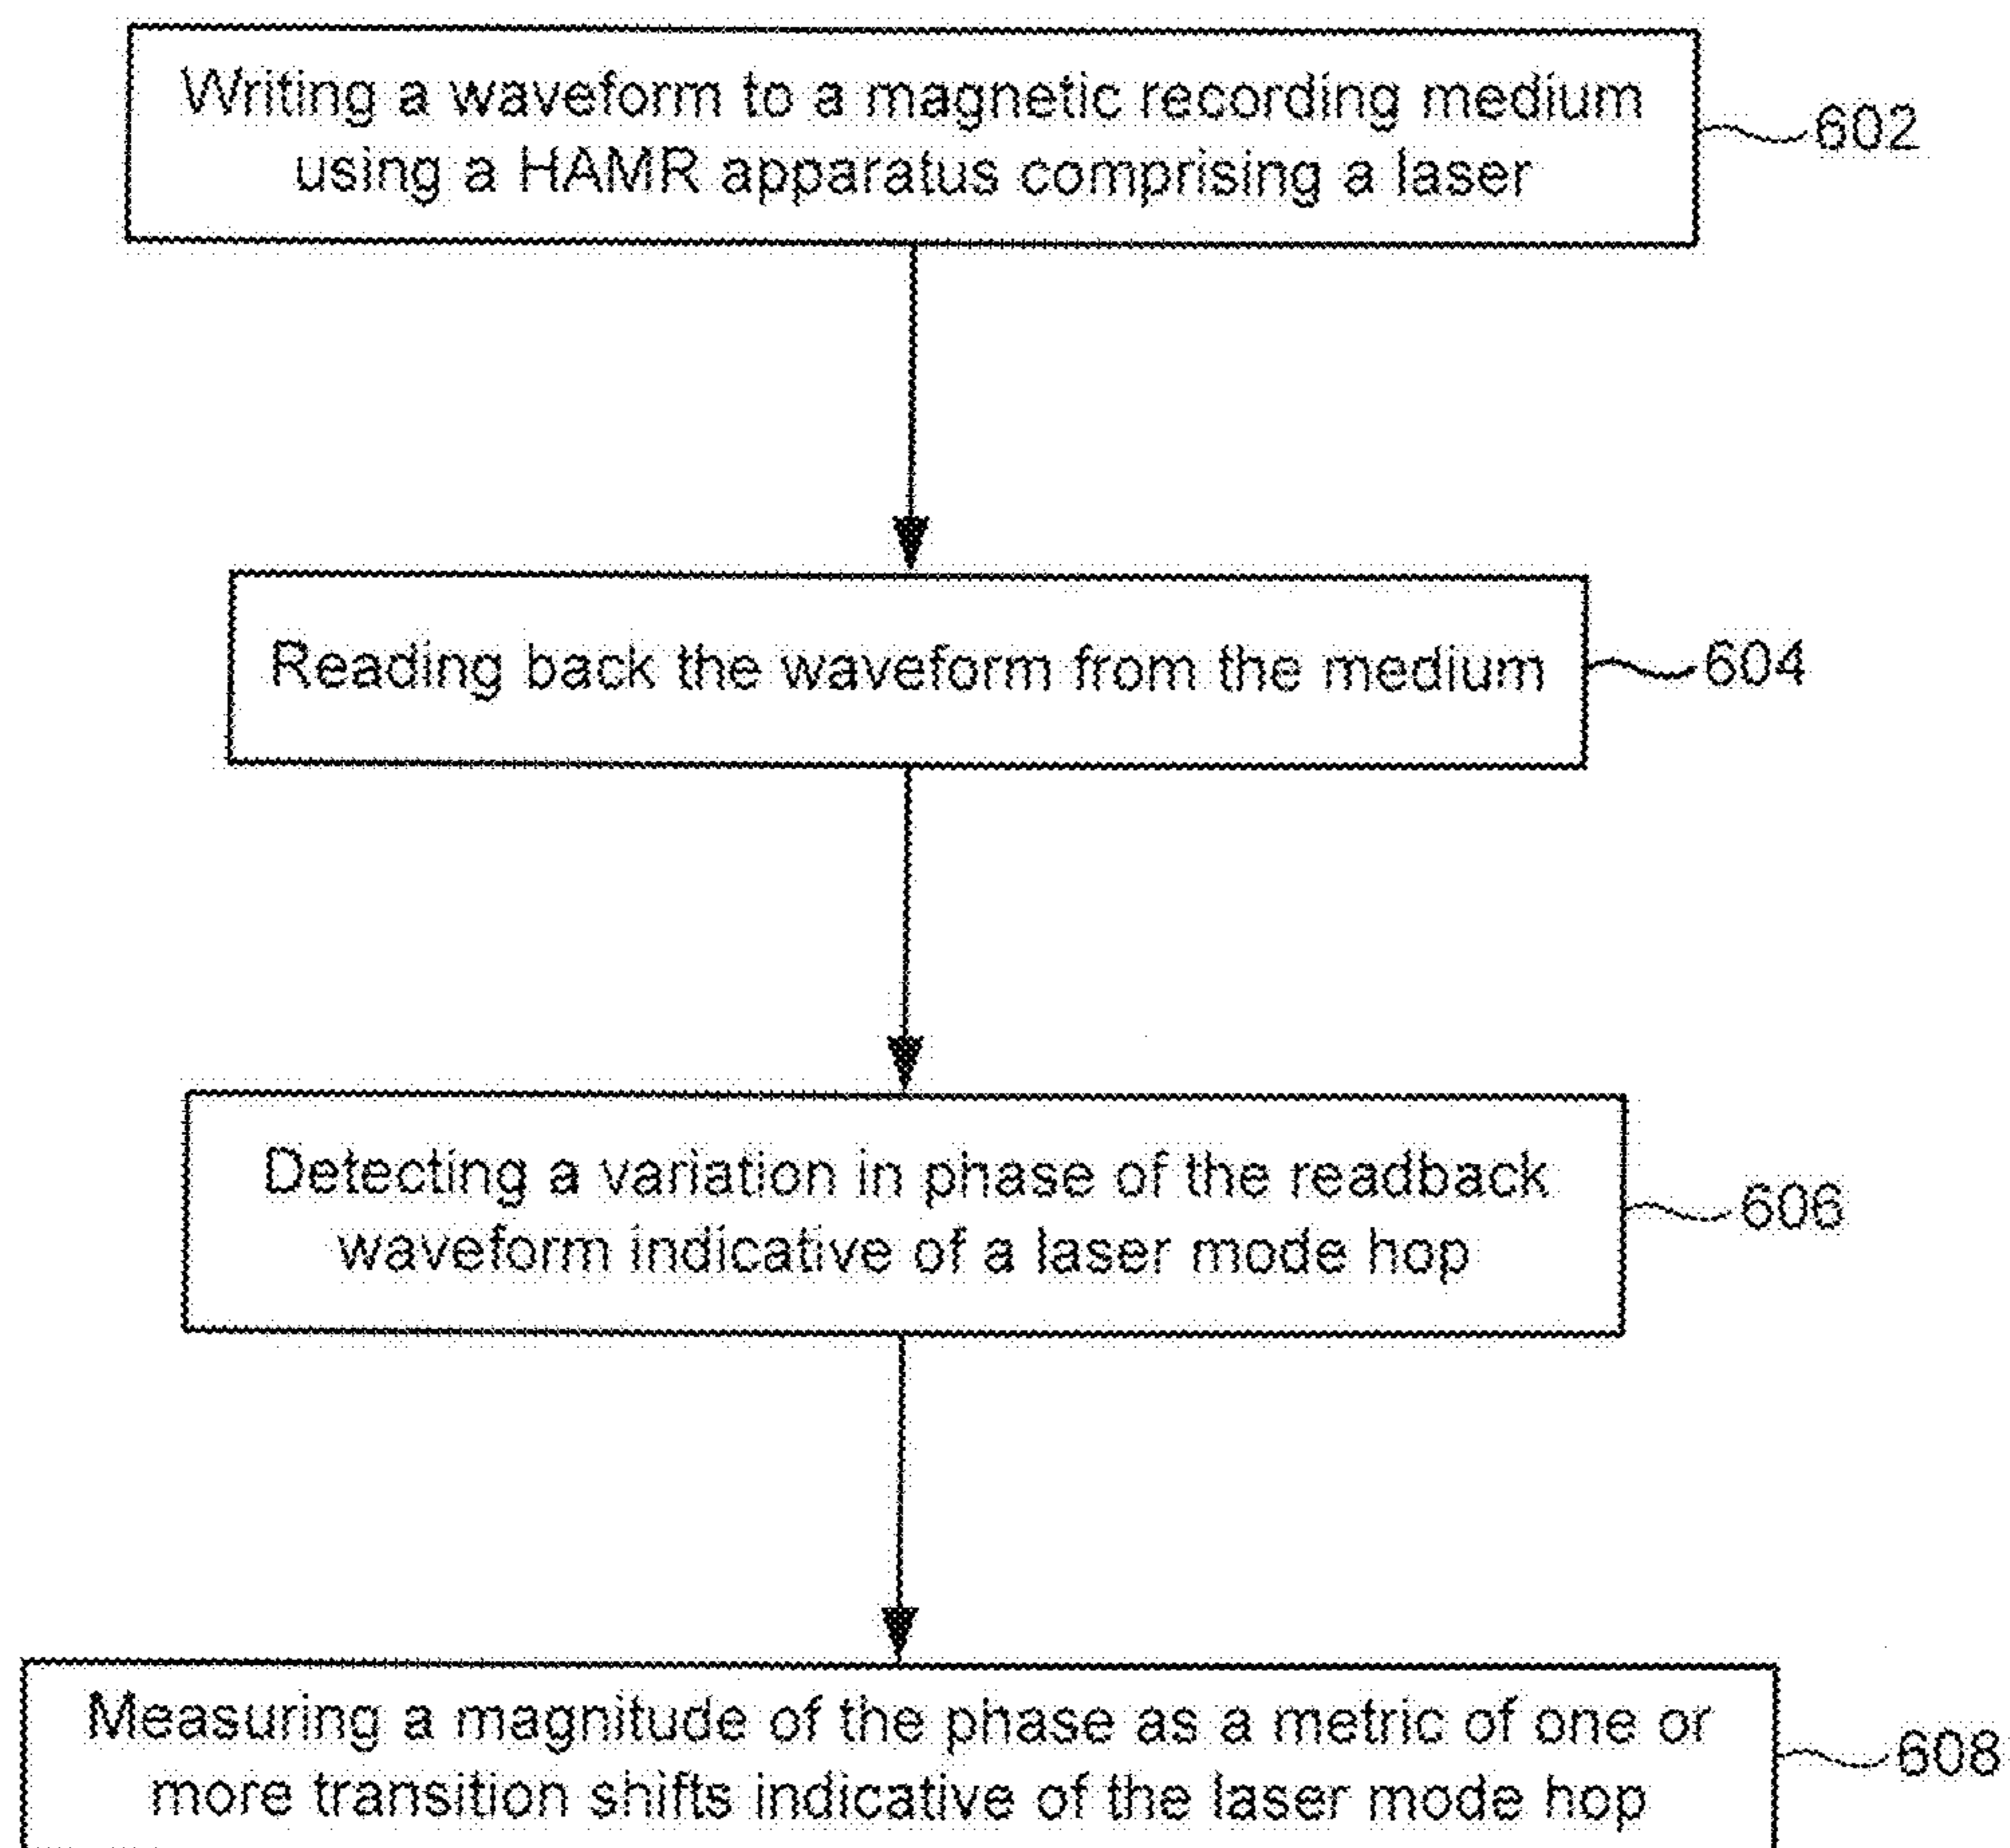 Writing a waveform to a magnetic recording medium
using a HAMR apparatus comprising a laser
602
Reading back the waveform from the medium
604
Detecting a variation in phase of the readback
waveform indicative of a laser mode hop
606
Measuring a magnitude of the phase as a metric of one or
more transition shifts indicative of the laser mode hop
608